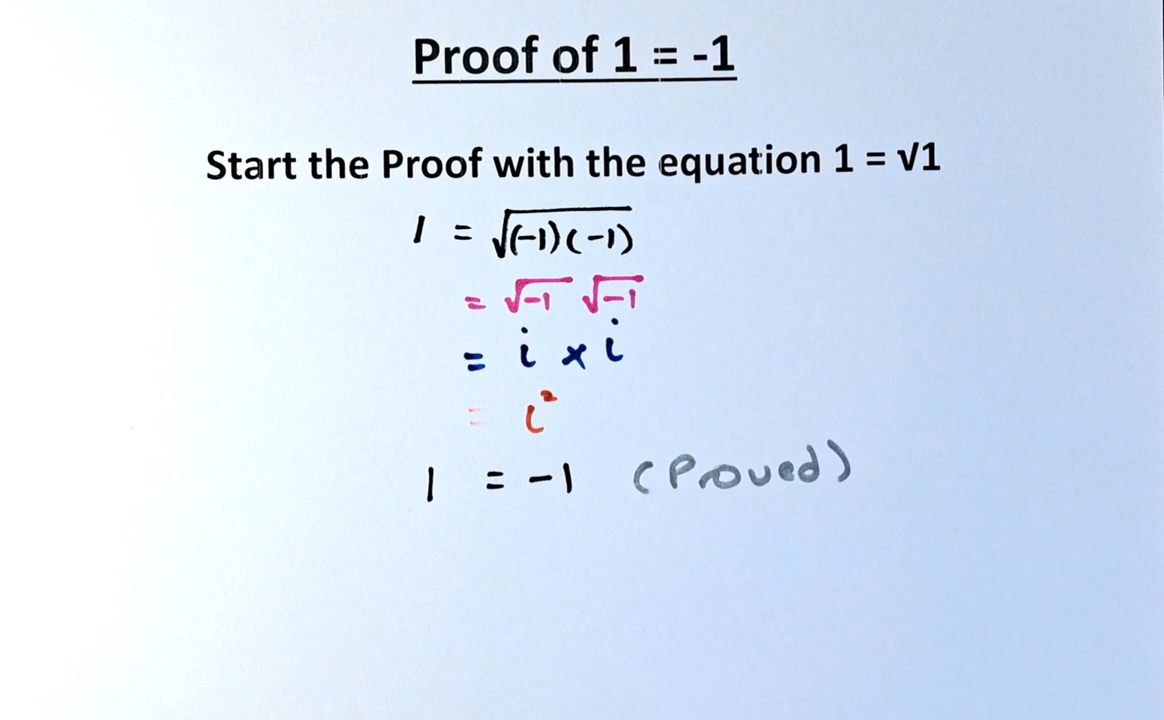 Proof of 1 = -1
Start the Proof with the equation 1 = √1
1 = √(-1)(-1)
= √-1 √-1
= i × i
= i²
1 = -1 (Proved)